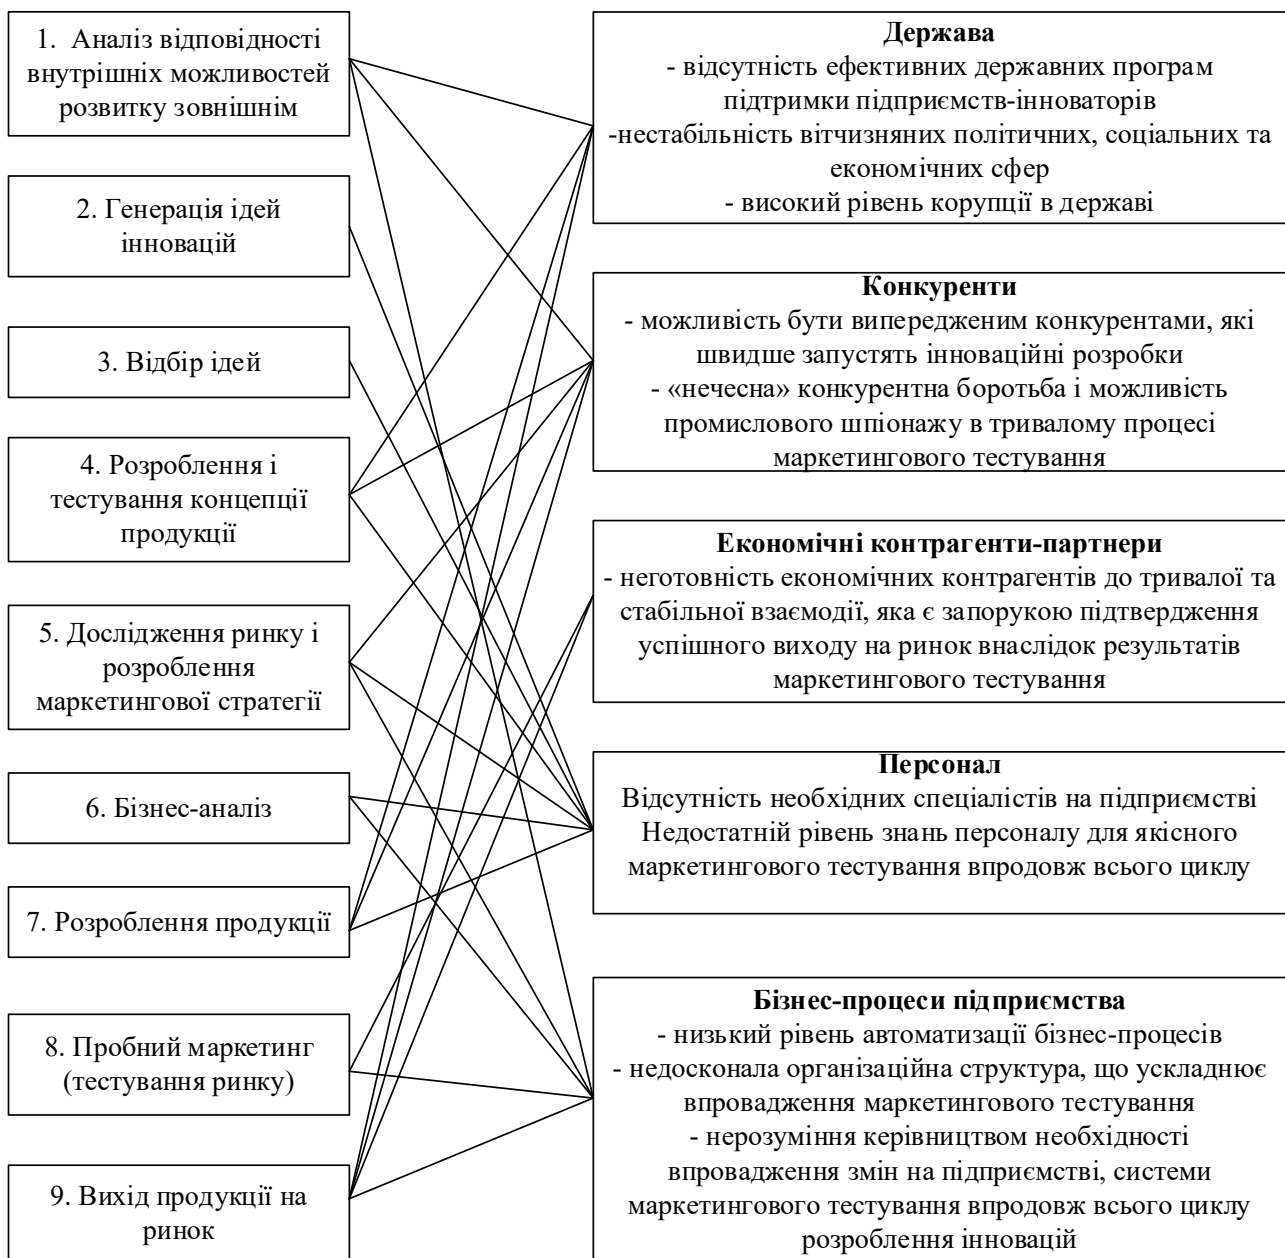 1. Аналіз відповідності
внутрішніх можливостей
розвитку зовнішнім
2. Генерація ідей
інновацій
3. Відбір ідей
4. Розроблення і
тестування концепції
продукції
5. Дослідження ринку і
розроблення
маркетингової стратегії
6. Бізнес-аналіз
7. Розроблення продукції
8. Пробний маркетинг
(тестування ринку)
9. Вихід продукції на
ринок
Держава
- відсутність ефективних державних програм
підтримки підприємств-інноваторів
-нестабільність вітчизняних політичних, соціальних та
економічних сфер
- високий рівень корупції в державі
Конкуренти
- можливість бути випередженим конкурентами, які
швидше запустять інноваційні розробки
- «нечесна» конкурентна боротьба і можливість
промислового шпіонажу в тривалому процесі
маркетингового тестування
Економічні контрагенти-партнери
- неготовність економічних контрагентів до тривалої та
стабільної взаємодії, яка є запорукою підтвердження
успішного виходу на ринок внаслідок результатів
маркетингового тестування
Персонал
Відсутність необхідних спеціалістів на підприємстві
Недостатній рівень знань персоналу для якісного
маркетингового тестування впродовж всього циклу
Бізнес-процеси підприємства
- низький рівень автоматизації бізнес-процесів
- недосконала організаційна структура, що ускладнює
впровадження маркетингового тестування
- нерозуміння керівництвом необхідності
впровадження змін на підприємстві, системи
маркетингового тестування впродовж всього циклу
розроблення інновацій